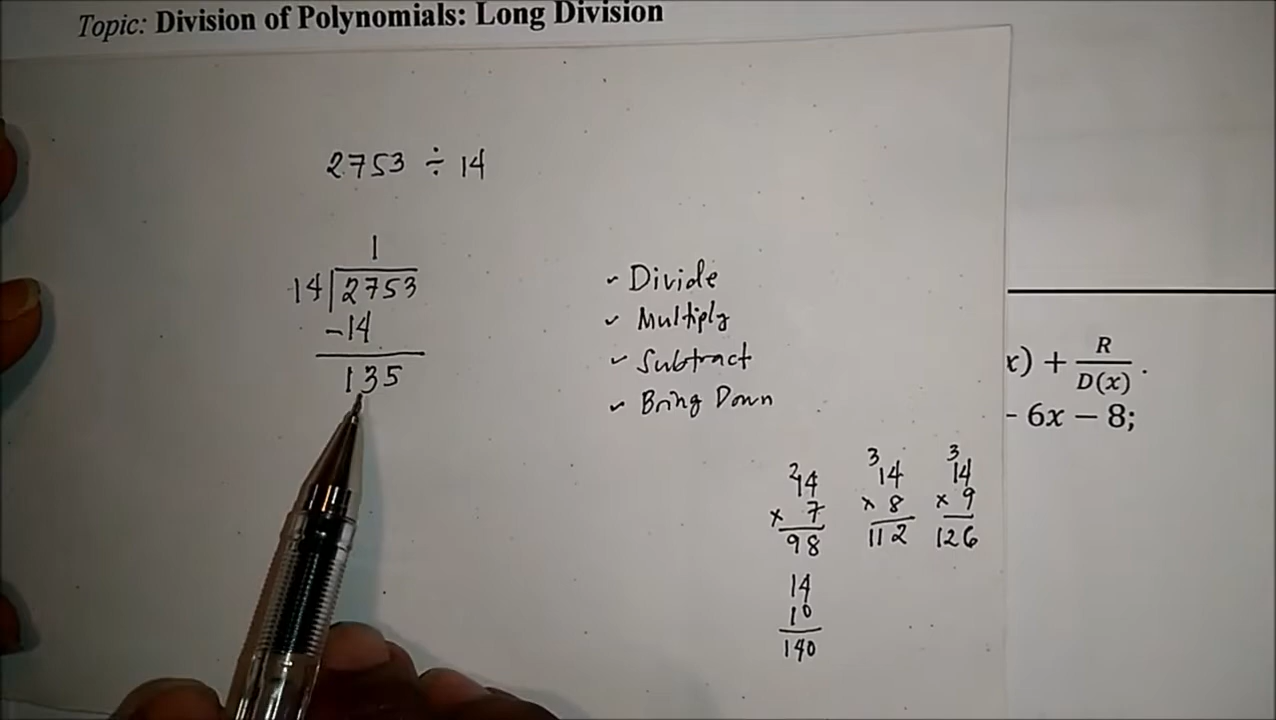 Topic: Division of Polynomials: Long Division
2753 ÷ 14
1
14 2753
-14
135
✓ Divide
✓ Multiply
✓ Subtract
✓ Bring Down
x) + R/D(x) .
- 6x – 8;
2
14
x 7
98
3
14
x 8
112
3
14
x 9
126
14
10
140